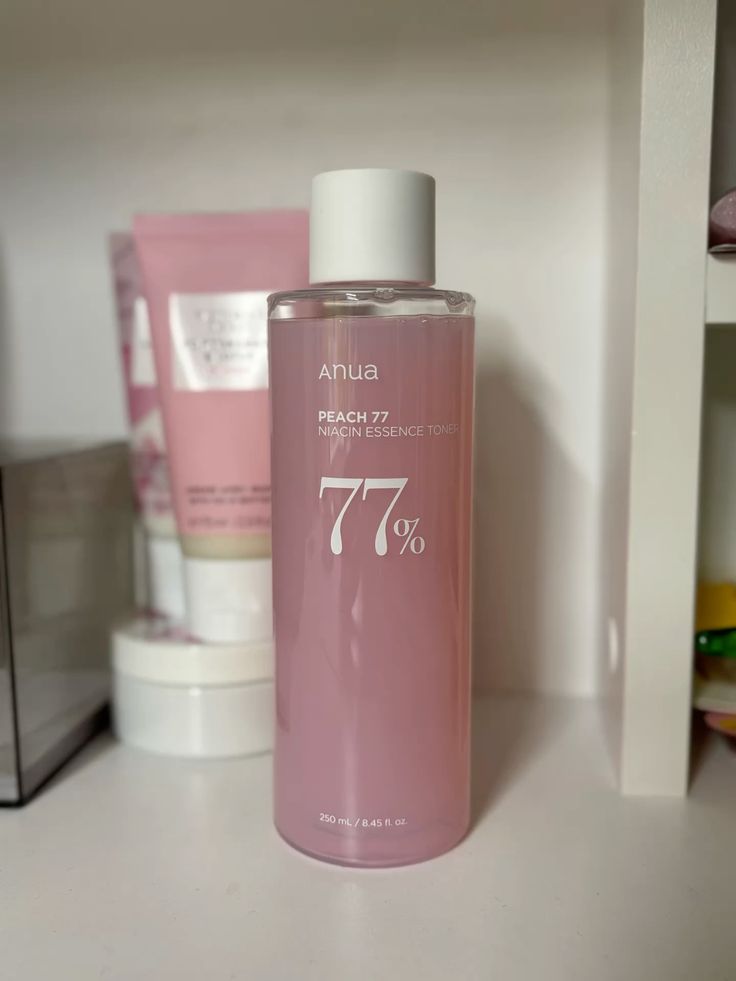 Anua
PEACH 77
NIACIN ESSENCE TONER
77%
250 mL / 8.45 fl. oz.